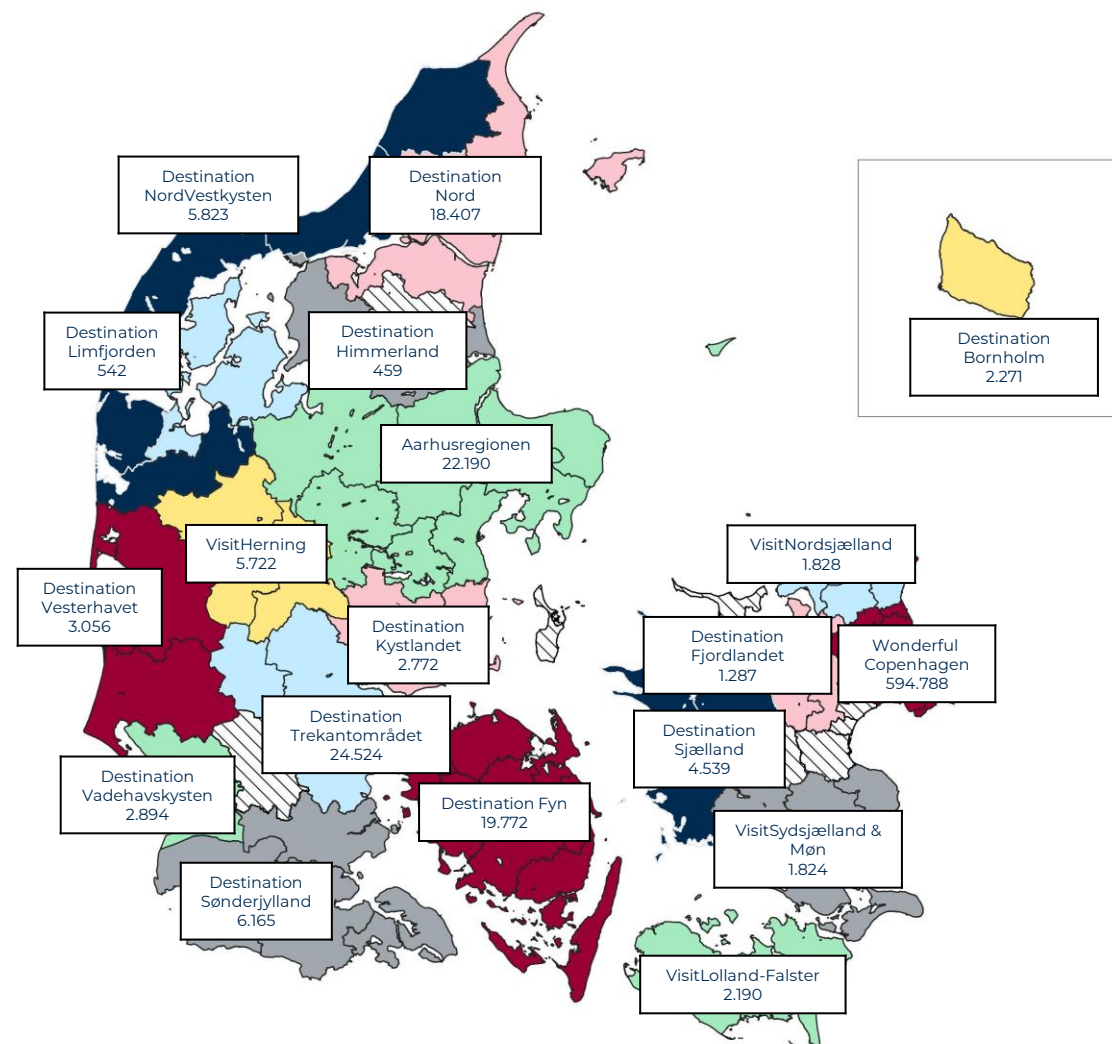 Destination
NordVestkysten
5.823
Destination
Nord
18.407
Destination
Limfjorden
542
Destination
Himmerland
459
Destination
Bornholm
2.271
Aarhusregionen
22.190
VisitHerning
5.722
VisitNordsjælland
1.828
Destination
Vesterhavet
3.056
Destination
Kystlandet
2.772
Destination
Fjordlandet
1.287
Wonderful
Copenhagen
594.788
Destination
Trekantområdet
24.524
Destination
Sjælland
4.539
Destination
Vadehavskysten
2.894
Destination Fyn
19.772
VisitSydsjælland &
Møn
1.824
Destination
Sønderjylland
6.165
VisitLolland-Falster
2.190